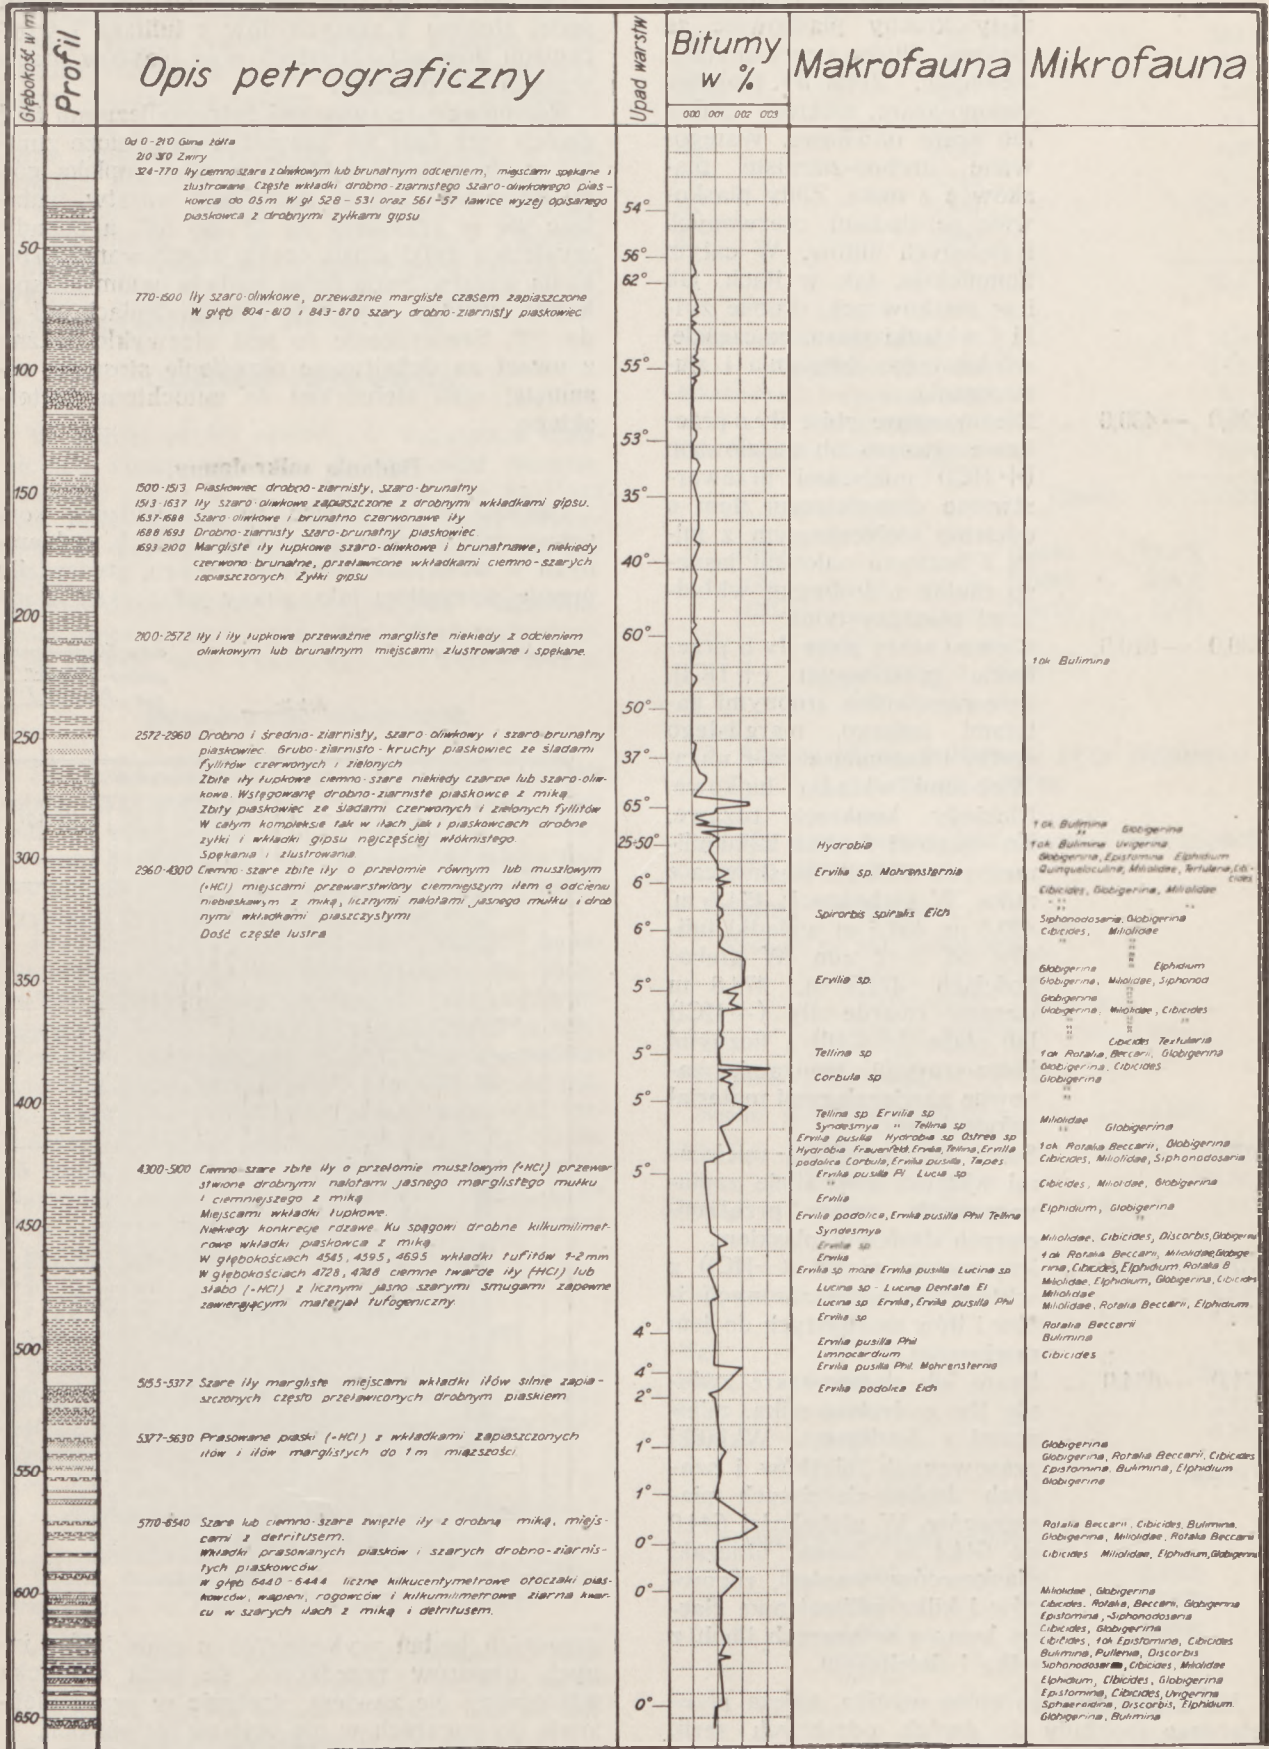 Głębokość w m
Profil
Opis petrograficzny
Upad warstw
Bitumy
w %
000 001 002 003
Makrofauna
Mikrofauna
Od 0-210 Glina żółta
210 320 Żwiry
324-770 Iły ciemno szare z oliwkowym lub brunatnym odcieniem, miejscami spękane i
zlustrowane Częste wkładki drobno-ziarnistego szaro-oliwkowego pias-
kowca do 05m W gł 528-531 oraz 561-57 ławice wyżej opisanego
piaskowca z drobnymi żyłkami gipsu
770-1500 Iły szaro-oliwkowe, przeważnie margliste czasem zapiaszczone
W głęb 804-810 i 843-870 szary drobno-ziarnisty piaskowiec
1500-1513 Piaskowiec drobno-ziarnisty, szaro-brunatny
1513-1637 Iły szaro-oliwkowe zapiaszczone z drobnymi wkładkami gipsu.
1637-1688 Szaro oliwkowe i brunatno czerwonawe iły
1688 1693 Drobno-ziarnisty szaro-brunatny piaskowiec
1693-2100 Margliste iły łupkowe szaro-oliwkowe i brunatnawe, niekiedy
czerwono-brunatne, przeławicone wkładkami ciemno-szarych
zapiaszczonych Żyłki gipsu
2100-2572 Iły i iły łupkowe przeważnie margliste niekiedy z odcieniem
oliwkowym lub brunatnym miejscami zlustrowane i spękane.
2572-2960 Drobno i średnio-ziarnisty, szaro oliwkowy i szaro brunatny
piaskowiec Grubo-ziarnisto-kruchy piaskowiec ze śladami
fyllitów czerwonych i zielonych
Zbite iły łupkowe ciemno-szare niekiedy czarne lub szaro-oliw-
kowe. Wstęgowane drobno-ziarniste piaskowce z miką.
Zbity piaskowiec ze śladami czerwonych i zielonych fyllitów
W całym kompleksie tak w iłach jak i piaskowcach drobne
żyłki i wkładki gipsu najczęściej włóknistego.
Spękania i zlustrowania.
2960-4300 Ciemno-szare zbite iły o przełomie równym lub muszlowym
(+HCl) miejscami przewarstwiony ciemniejszym iłem o odcieniu
niebieskawym z miką, licznymi nalotami jasnego mułku i drob
nymi wkładkami piaszczystymi
Dość częste lustra
4300-5100 Ciemno szare zbite iły o przełomie muszlowym (+HCl) przewar
stwione drobnymi nalotami jasnego marglistego mułku
i ciemniejszego z miką
Miejscami wkładki łupkowe.
Niekiedy konkrecje rdzawe. Ku spągowi drobne kilkumilimet-
rowe wkładki piaskowca z miką
W głębokościach 4545, 4595, 4695 wkładki tufitów 1-2mm
W głębokościach 4728, 4748 ciemne twarde iły (-HCl) lub
słabo (+HCl) z licznymi jasno szarymi smugami zapewne
zawierającymi materjał tufogeniczny.
5155-5377 Szare iły margliste miejscami wkładki iłów silnie zapia-
szczonych często przeławiconych drobnym piaskiem
5377-5630 Prasowane piaski (+HCl) z wkładkami zapiaszczonych
iłów i iłów marglistych do 1m miąższości.
5710-6540 Szare lub ciemno-szare zwięzłe iły z drobną miką, miejs-
cami z detritusem.
Wkładki prasowanych piasków i szarych drobno-ziarnis-
tych piaskowców
W głęb 6440-6444 liczne kilkucentymetrowe otoczaki pias-
kowców, wapieni, rogowców i kilkumilimetrowe ziarna kwar-
cu w szarych iłach z miką i detritusem.
50
100
150
200
250
300
350
400
450
500
550
600
650
54°
56°
62°
55°
53°
35°
40°
60°
50°
37°
65°
25-50°
6°
6°
5°
5°
5°
5°
4°
4°
2°
1°
1°
0°
0°
0°
Hydrobia
Ervilia sp. Mohrensternia
Spirorbis spiralis Eich
Ervilia sp.
Tellina sp
Corbula sp
Tellina sp Ervilia sp
Syndesmya " Tellina sp
Ervilia pusilla Hydrobia sp Ostrea sp
Hydrobia Frauenfeld, Ervilia, Tellina, Ervilia
podolica Corbula, Ervilia pusilla, Tapes.
Ervilia pusilla Pl Lucia sp
"
Ervilia
Ervilia podolica, Ervilia pusilla Phil Tellina
Syndesmya
Ervilia sp
Ervilia
Ervilia sp moze Ervilia pusilla Lucina sp
Lucina sp - Lucina Dentata Ei
Lucina sp Ervilia, Ervilia pusilla Phil
Ervilia sp
Ervilia pusilla Phil
Limnocardium
Ervilia pusilla Phil. Mohrensternia
Ervilia podolica Eich
1 ok Bulimina
1 ok. Bulimina Globigerina
"
1 ok Bulimina Uvigerina
Globigerina, Epistomina Elphidium
Quinqueloculina, Miliolidae, Textularia, Cibi-
cides
Cibicides, Globigerina, Miliolidae
" "
Siphonodosaria, Globigerina
Cibicides, Miliolidae
" "
Globigerina " Elphidium
Globigerina, Miliolidae, Siphonod
Globigerina "
Globigerina, Miliolidae, Cibicides
" " "
Cibicides Textularia
1 ok Rotalia, Beccarii, Globigerina
Globigerina, Cibicides
Globigerina
"
Miliolidae
" Globigerina
1 ok. Rotalia Beccarii, Globigerina
Cibicides, Miliolidae, Siphonodosaria
Cibicides, Miliolidae, Globigerina
Elphidium, Globigerina
"
Miliolidae, Cibicides, Discorbis, Globigerina
1 ok Rotalia Beccarii, Miliolidae, Globige-
rina, Cibicides, Elphidium Rotalia B
Miliolidae, Elphidium, Globigerina, Cibicides
Miliolidae
Miliolidae, Rotalia Beccarii, Elphidium
Rotalia Beccarii
Bulimina
Cibicides
Globigerina
Globigerina, Rotalia Beccarii, Cibicides
Epistomina, Bulimina, Elphidium
Globigerina
Rotalia Beccarii, Cibicides, Bulimina.
Globigerina, Miliolidae, Rotalia Beccarii
Cibicides Miliolidae, Elphidium, Globigerina
Miliolidae, Globigerina
Cibicides. Rotalia, Beccarii, Globigerina
Epistomina, Siphonodosaria
Cibicides, Globigerina
Cibicides, 1 ok Epistomina, Cibicides
Bulimina, Pullenia, Discorbis
Siphonodosaria, Cibicides, Miliolidae
Elphidium, Cibicides, Globigerina
Epistomina, Cibicides, Uvigerina
Sphaeroidina, Discorbis, Elphidium.
Globigerina, Bulimina